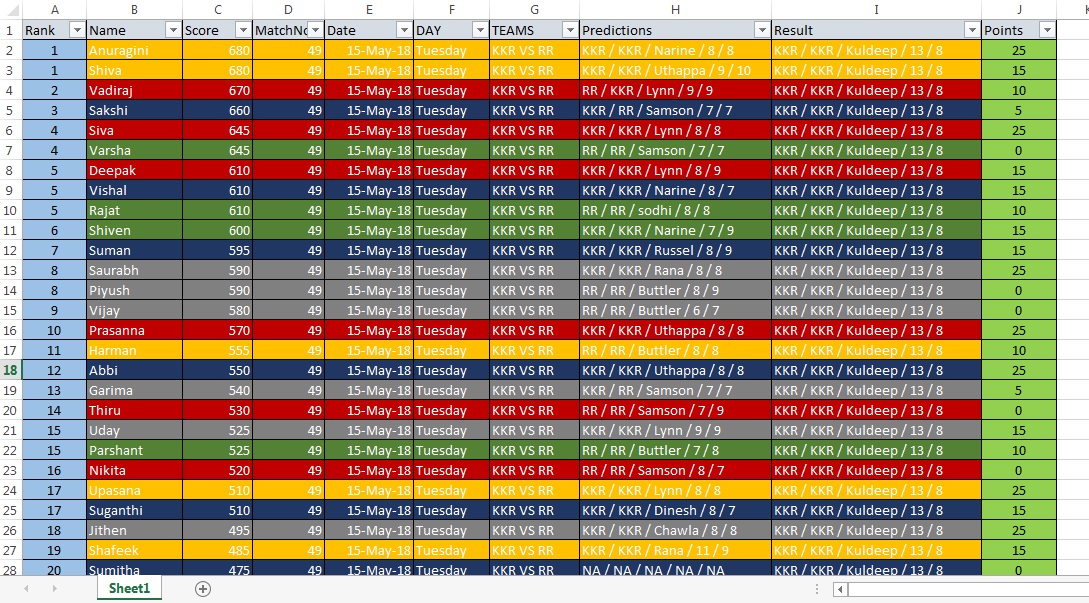 A B C D E F G H I J
1 Rank Name Score MatchNo Date DAY TEAMS Predictions Result Points
2 1 Anuragini 680 49 15-May-18 Tuesday KKR VS RR KKR / KKR / Narine / 8 / 8 KKR / KKR / Kuldeep / 13 / 8 25
3 1 Shiva 680 49 15-May-18 Tuesday KKR VS RR KKR / KKR / Uthappa / 9 / 10 KKR / KKR / Kuldeep / 13 / 8 15
4 2 Vadiraj 670 49 15-May-18 Tuesday KKR VS RR RR / KKR / Lynn / 9 / 9 KKR / KKR / Kuldeep / 13 / 8 10
5 3 Sakshi 660 49 15-May-18 Tuesday KKR VS RR KKR / RR / Samson / 7 / 7 KKR / KKR / Kuldeep / 13 / 8 5
6 4 Siva 645 49 15-May-18 Tuesday KKR VS RR KKR / KKR / Lynn / 8 / 8 KKR / KKR / Kuldeep / 13 / 8 25
7 4 Varsha 645 49 15-May-18 Tuesday KKR VS RR RR / RR / Samson / 7 / 7 KKR / KKR / Kuldeep / 13 / 8 0
8 5 Deepak 610 49 15-May-18 Tuesday KKR VS RR KKR / KKR / Lynn / 8 / 9 KKR / KKR / Kuldeep / 13 / 8 15
9 5 Vishal 610 49 15-May-18 Tuesday KKR VS RR KKR / KKR / Narine / 8 / 7 KKR / KKR / Kuldeep / 13 / 8 15
10 5 Rajat 610 49 15-May-18 Tuesday KKR VS RR RR / RR / sodhi / 8 / 8 KKR / KKR / Kuldeep / 13 / 8 10
11 6 Shiven 600 49 15-May-18 Tuesday KKR VS RR KKR / KKR / Narine / 7 / 9 KKR / KKR / Kuldeep / 13 / 8 15
12 7 Suman 595 49 15-May-18 Tuesday KKR VS RR KKR / KKR / Russel / 8 / 9 KKR / KKR / Kuldeep / 13 / 8 15
13 8 Saurabh 590 49 15-May-18 Tuesday KKR VS RR KKR / KKR / Rana / 8 / 8 KKR / KKR / Kuldeep / 13 / 8 25
14 8 Piyush 590 49 15-May-18 Tuesday KKR VS RR RR / RR / Buttler / 8 / 9 KKR / KKR / Kuldeep / 13 / 8 0
15 9 Vijay 580 49 15-May-18 Tuesday KKR VS RR RR / RR / Buttler / 6 / 7 KKR / KKR / Kuldeep / 13 / 8 0
16 10 Prasanna 570 49 15-May-18 Tuesday KKR VS RR KKR / KKR / Uthappa / 8 / 8 KKR / KKR / Kuldeep / 13 / 8 25
17 11 Harman 555 49 15-May-18 Tuesday KKR VS RR RR / RR / Buttler / 8 / 8 KKR / KKR / Kuldeep / 13 / 8 10
18 12 Abbi 550 49 15-May-18 Tuesday KKR VS RR KKR / KKR / Uthappa / 8 / 8 KKR / KKR / Kuldeep / 13 / 8 25
19 13 Garima 540 49 15-May-18 Tuesday KKR VS RR KKR / RR / Samson / 7 / 7 KKR / KKR / Kuldeep / 13 / 8 5
20 14 Thiru 530 49 15-May-18 Tuesday KKR VS RR RR / RR / Samson / 7 / 9 KKR / KKR / Kuldeep / 13 / 8 0
21 15 Uday 525 49 15-May-18 Tuesday KKR VS RR KKR / KKR / Lynn / 9 / 9 KKR / KKR / Kuldeep / 13 / 8 15
22 15 Parshant 525 49 15-May-18 Tuesday KKR VS RR RR / RR / Buttler / 7 / 8 KKR / KKR / Kuldeep / 13 / 8 10
23 16 Nikita 520 49 15-May-18 Tuesday KKR VS RR RR / RR / Samson / 8 / 7 KKR / KKR / Kuldeep / 13 / 8 0
24 17 Upasana 510 49 15-May-18 Tuesday KKR VS RR KKR / KKR / Lynn / 8 / 8 KKR / KKR / Kuldeep / 13 / 8 25
25 17 Suganthi 510 49 15-May-18 Tuesday KKR VS RR KKR / KKR / Dinesh / 8 / 7 KKR / KKR / Kuldeep / 13 / 8 15
26 18 Jithen 495 49 15-May-18 Tuesday KKR VS RR KKR / KKR / Chawla / 8 / 8 KKR / KKR / Kuldeep / 13 / 8 25
27 19 Shafeek 485 49 15-May-18 Tuesday KKR VS RR KKR / KKR / Rana / 11 / 9 KKR / KKR / Kuldeep / 13 / 8 15
28 20 Sumitha 475 49 15-May-18 Tuesday KKR VS RR NA / NA / NA / NA / NA KKR / KKR / Kuldeep / 13 / 8 0
Sheet1